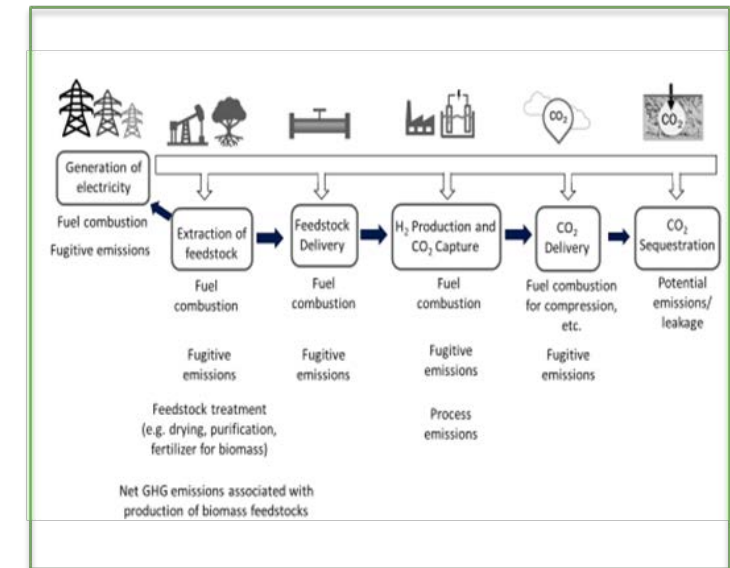 CO₂
CO₂
Generation of
electricity
Fuel combustion
Fugitive emissions
Extraction of
feedstock
Fuel
combustion
Fugitive
emissions
Feedstock treatment
(e.g. drying, purification,
fertilizer for biomass)
Net GHG emissions associated with
production of biomass feedstocks
Feedstock
Delivery
Fuel
combustion
Fugitive
emissions
H₂ Production and
CO₂ Capture
Fuel
combustion
Fugitive
emissions
Process
emissions
CO₂
Delivery
Fuel combustion
for compression,
etc.
Fugitive
emissions
CO₂
Sequestration
Potential
emissions/
leakage